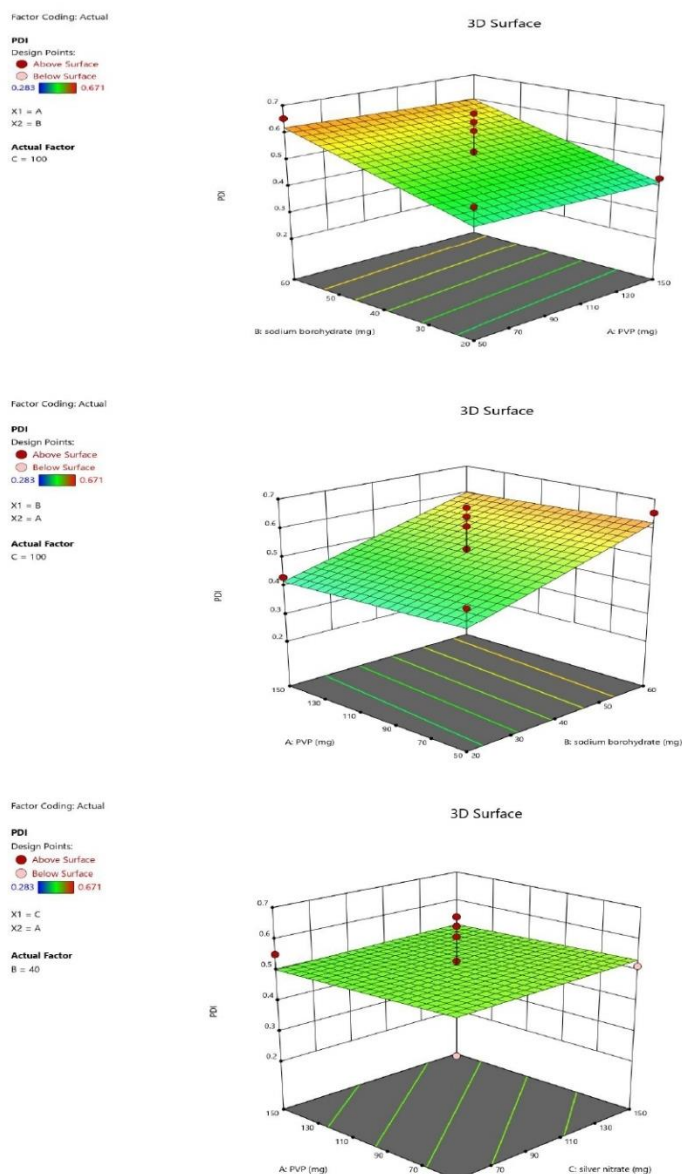 Factor Coding: Actual
3D Surface
PDI
Design Points:
Above Surface
Below Surface
0.283 0.671
X1 = A
X2 = B
Actual Factor
C = 100
0.7
0.6
0.5
0.4
0.3
0.2
PDI
60
50
40
30
20
50
70
90
110
130
150
B: sodium borohydrate (mg)
A: PVP (mg)
Factor Coding: Actual
3D Surface
PDI
Design Points:
Above Surface
Below Surface
0.283 0.671
X1 = B
X2 = A
Actual Factor
C = 100
0.7
0.6
0.5
0.4
0.3
0.2
PDI
150
130
110
90
70
50
20
30
40
50
60
A: PVP (mg)
B: sodium borohydrate (mg)
Factor Coding: Actual
3D Surface
PDI
Design Points:
Above Surface
Below Surface
0.283 0.671
X1 = C
X2 = A
Actual Factor
B = 40
0.7
0.6
0.5
0.4
0.3
0.2
PDI
150
130
110
90
70
70
90
110
130
150
A: PVP (mg)
C: silver nitrate (mg)